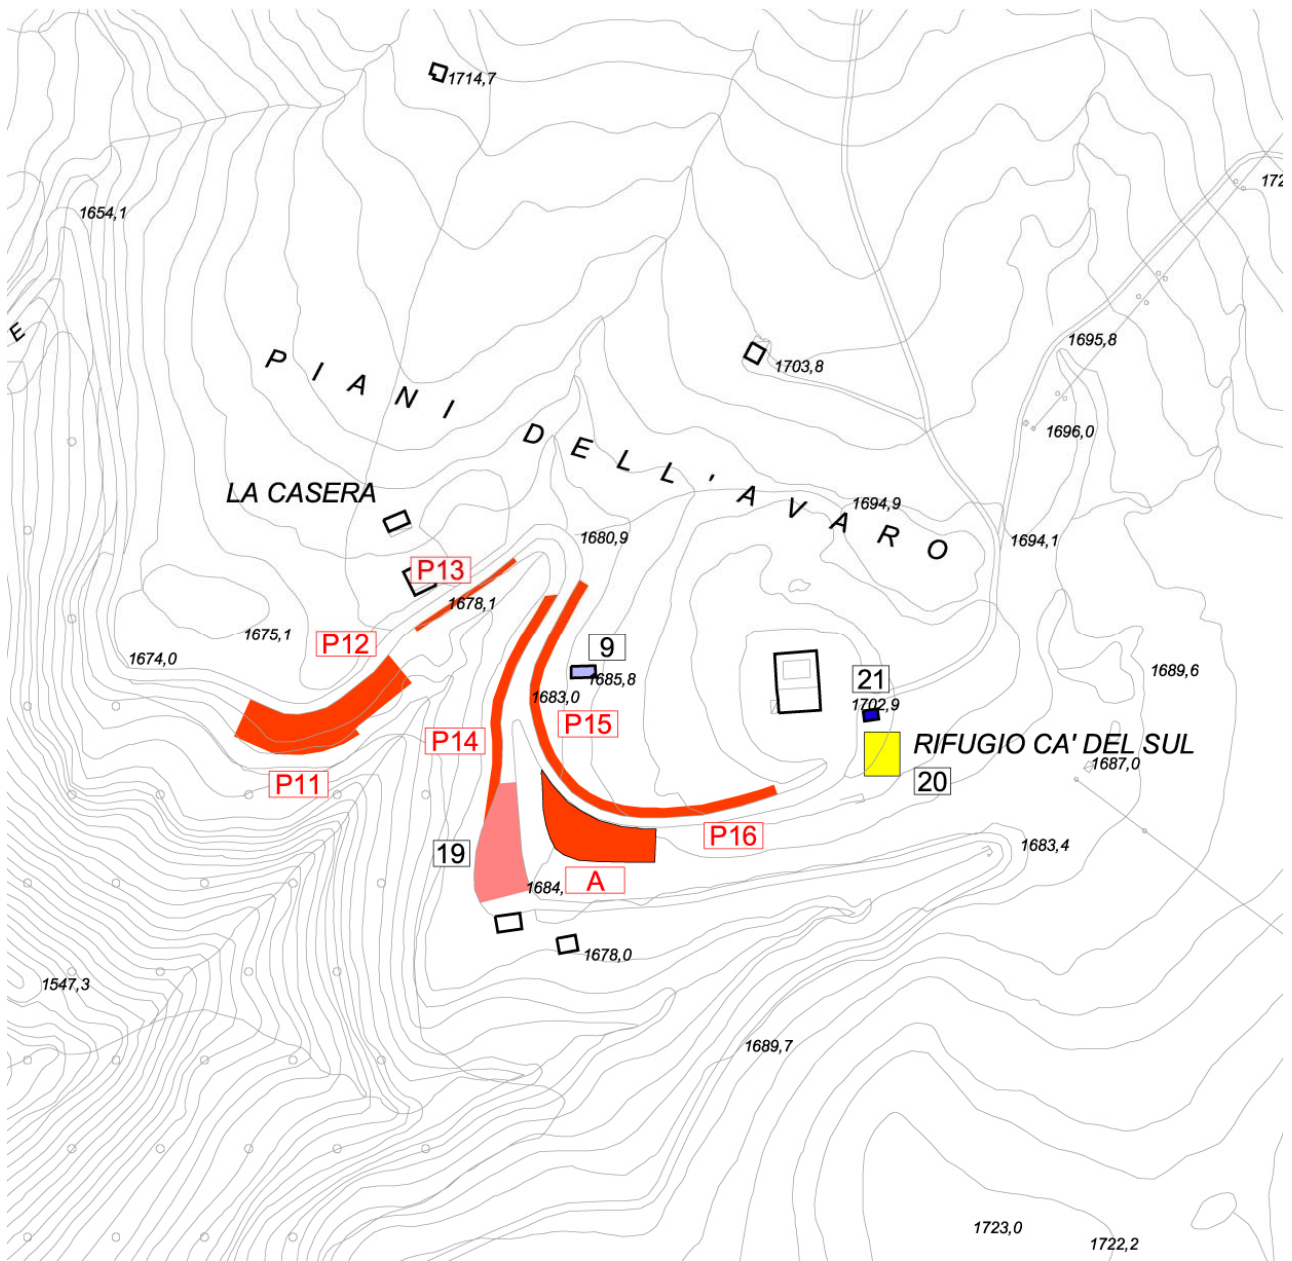 1714,7
172
1654,1
E
1695,8
1703,8
PIANI DELL'AVARO
1696,0
LA CASERA
1694,9
1680,9
1694,1
P13
1678,1
1675,1
P12
9
1674,0
1689,6
1685,8
21
1683,0
1702,9
P15
P14
RIFUGIO CA' DEL SUL
1687,0
P11
20
P16
1683,4
19
A
1684,
1678,0
1547,3
1689,7
1723,0
1722,2